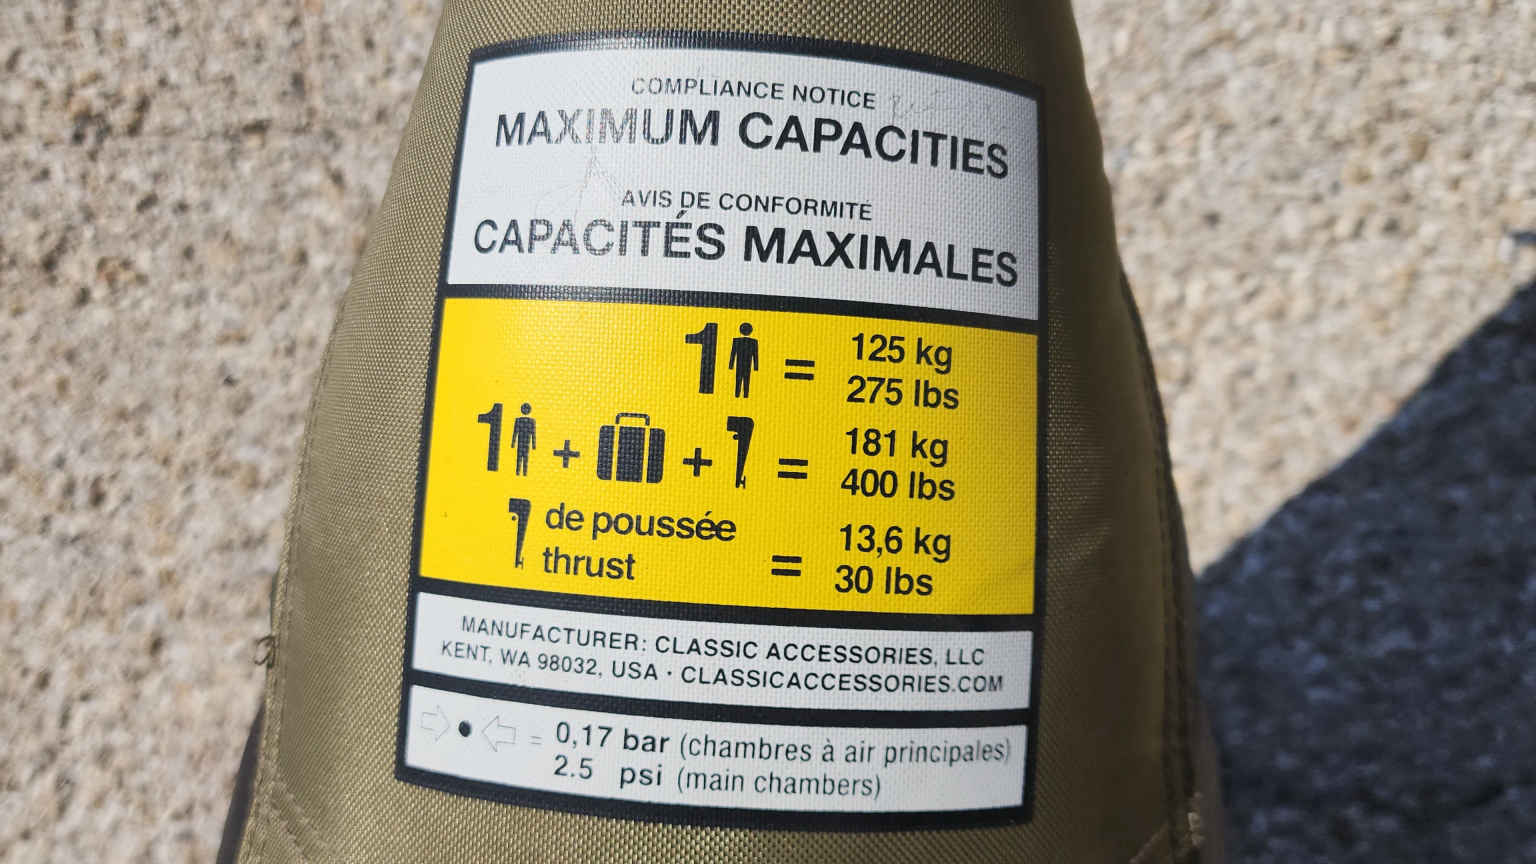 COMPLIANCE NOTICE
MAXIMUM CAPACITIES
AVIS DE CONFORMITÉ
CAPACITÉS MAXIMALES
1 = 125 kg
275 lbs
1 + + = 181 kg
400 lbs
de poussée
thrust = 13,6 kg
30 lbs
MANUFACTURER: CLASSIC ACCESSORIES, LLC
KENT, WA 98032, USA · CLASSICACCESSORIES.COM
= 0,17 bar (chambres à air principales)
2.5 psi (main chambers)